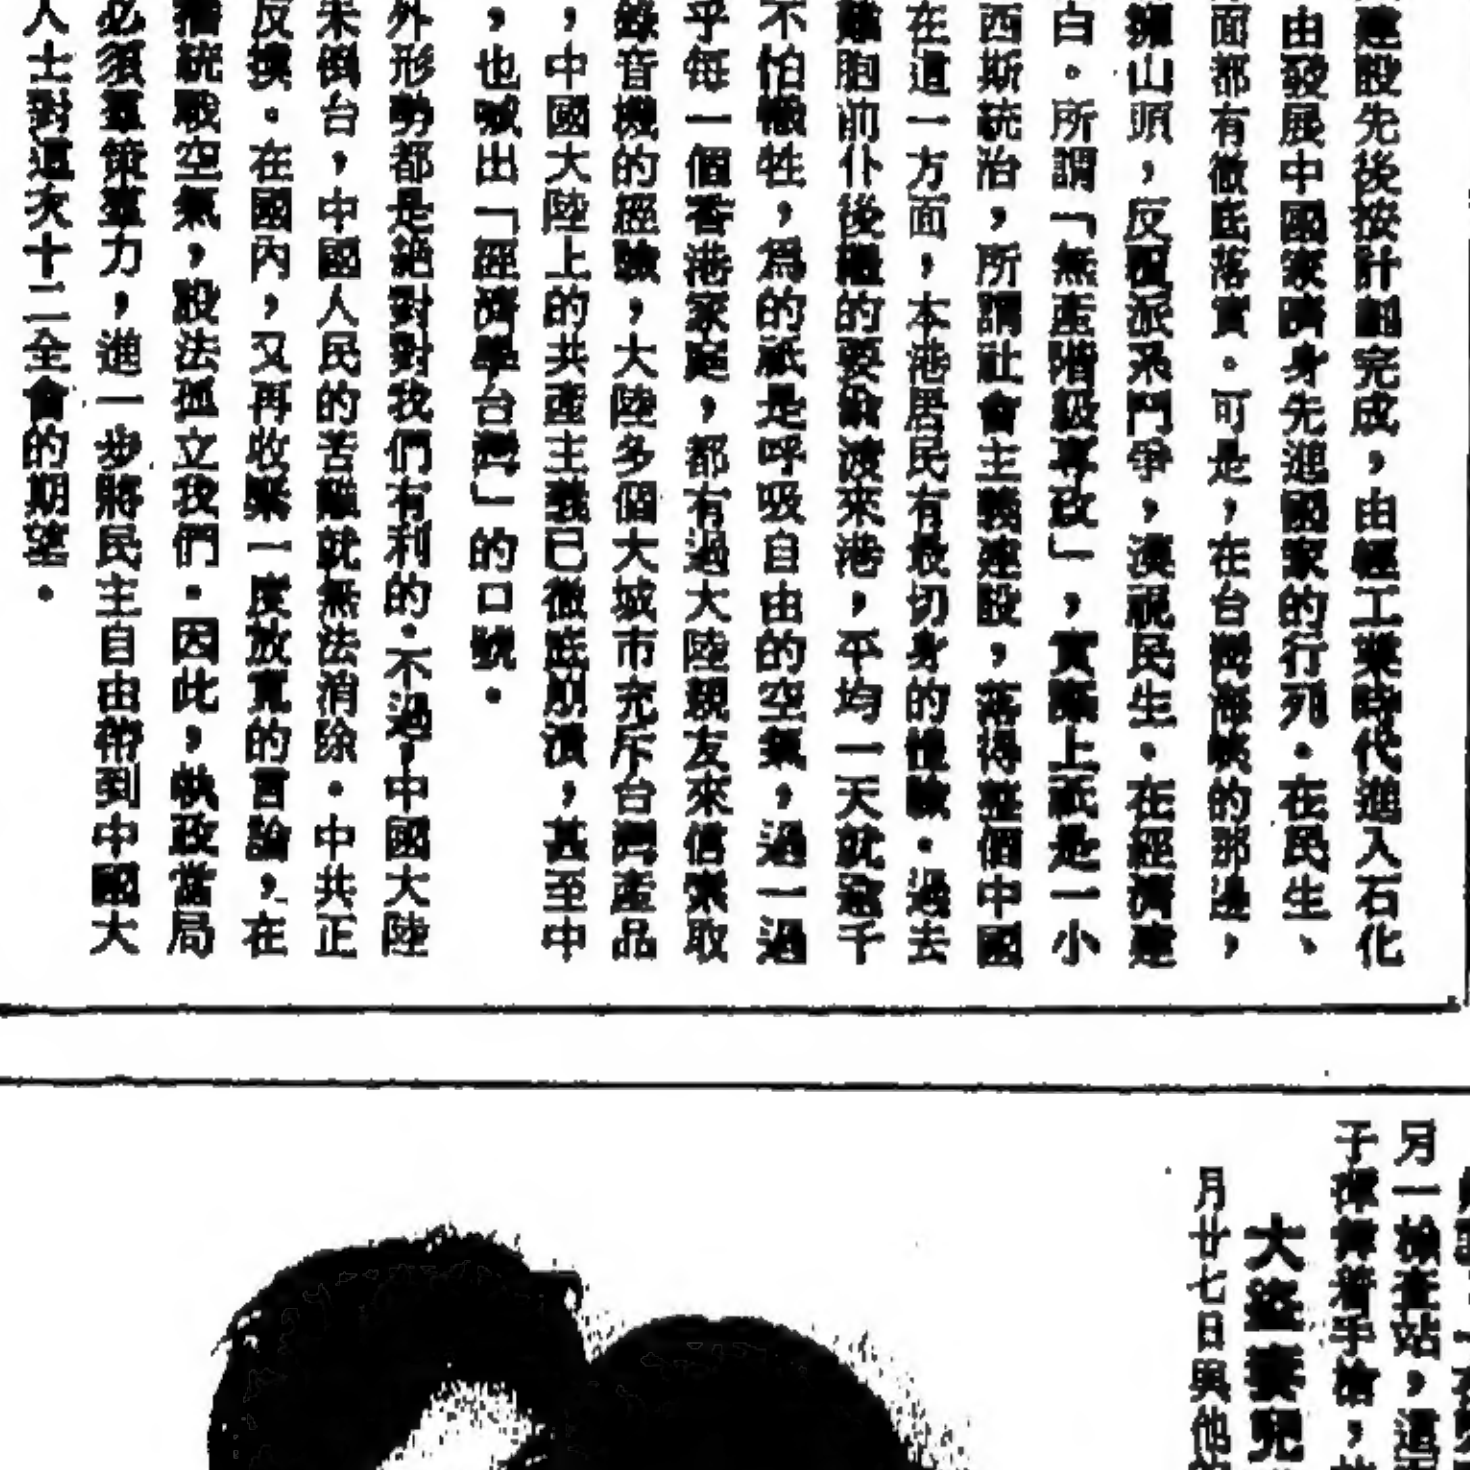 建設先後按計劃完成，由輕工業時代進入石化
由發展中國家躋身先進國家的行列。在民生、
面都有徹底落實。可是，在台灣海峽的那邊，
擁山頭，反覆派系鬥爭，漠視民生。在經濟建
白。所謂「無產階級專政」，實際上祇是一小
西斯統治，所謂社會主義建設，落得整個中國
在這一方面，本港居民有最切身的體驗。過去
難胞前仆後繼的要偷渡來港，平均一天就逾千
不怕犧牲，爲的祇是呼吸自由的空氣，過一過
乎每一個香港家庭，都有過大陸親友來信索取
錄音機的經驗，大陸多個大城市充斥台灣產品
，中國大陸上的共產主義已徹底崩潰，甚至中
，也喊出「經濟學台灣」的口號。
外形勢都是絕對對我們有利的。不過，中國大陸
未倒台，中國人民的苦難就無法消除。中共正
反撲。在國內，又再收緊一度放寬的言論，在
統戰空氣，設法孤立我們。因此，執政當局
必須羣策羣力，進一步將民主自由帶到中國大
人士對這次十二全會的期望。
另一檢查站，這
子揮舞着手槍，
大盜妻兒
月廿七日與他